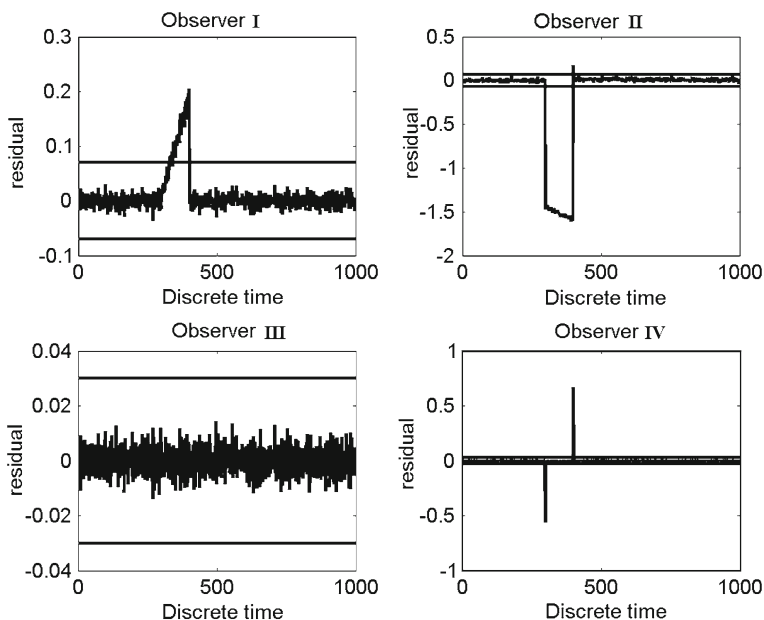 Observer I
0.3
0.2
0.1
0
-0.1
residual
0
500
1000
Discrete time
Observer II
0.5
0
-0.5
-1
-1.5
-2
residual
0
500
1000
Discrete time
Observer III
0.04
0.02
0
-0.02
-0.04
residual
0
500
1000
Discrete time
Observer IV
1
0.5
0
-0.5
-1
residual
0
500
1000
Discrete time